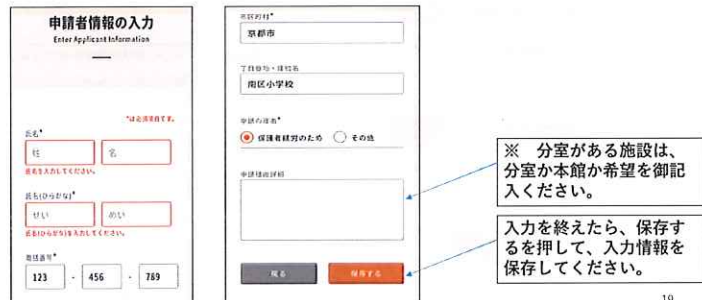 申請者情報の入力
Enter Applicant Information
*は必須項目です。
氏名*
姓
名
氏名を入力してください。
氏名(ひらがな)*
せい
めい
氏名(ひらがな)を入力してください。
電話番号*
123 - 456 - 789
市区町村*
京都市
丁目番地・建物名
南区小学校
申請の理由*
保護者就労のため
その他
申請理由詳細
戻る
保存する
※ 分室がある施設は、
分室か本館か希望を御記
入ください。
入力を終えたら、保存す
るを押して、入力情報を
保存してください。
19